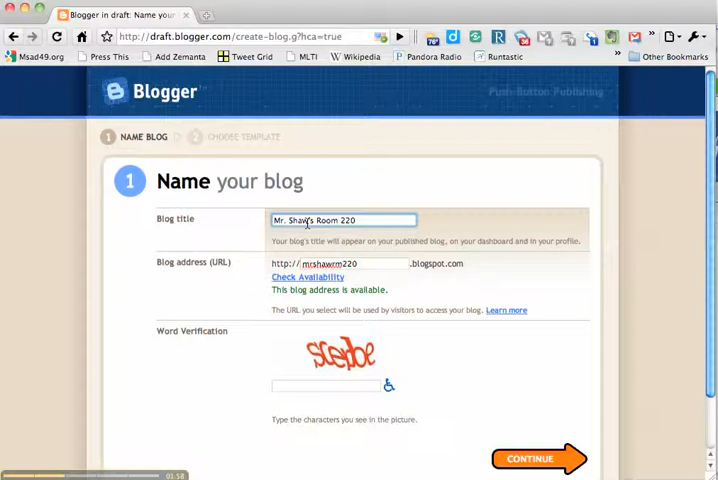 Blogger in draft: Name your
http://draft.blogger.com/create-blog.g?hca=true
Msad49.org Press This Add Zemanta Tweet Grid MLTI Wikipedia Pandora Radio Runtastic » Other Bookmarks
Blogger
Push-Button Publishing
1 NAME BLOG 2 CHOOSE TEMPLATE
1 Name your blog
Blog title
Mr. Shaw's Room 220
Your blog's title will appear on your published blog, on your dashboard and in your profile.
Blog address (URL)
http:// mrshawrm220 .blogspot.com
Check Availability
This blog address is available.
The URL you select will be used by visitors to access your blog. Learn more
Word Verification
Type the characters you see in the picture.
CONTINUE
01:58